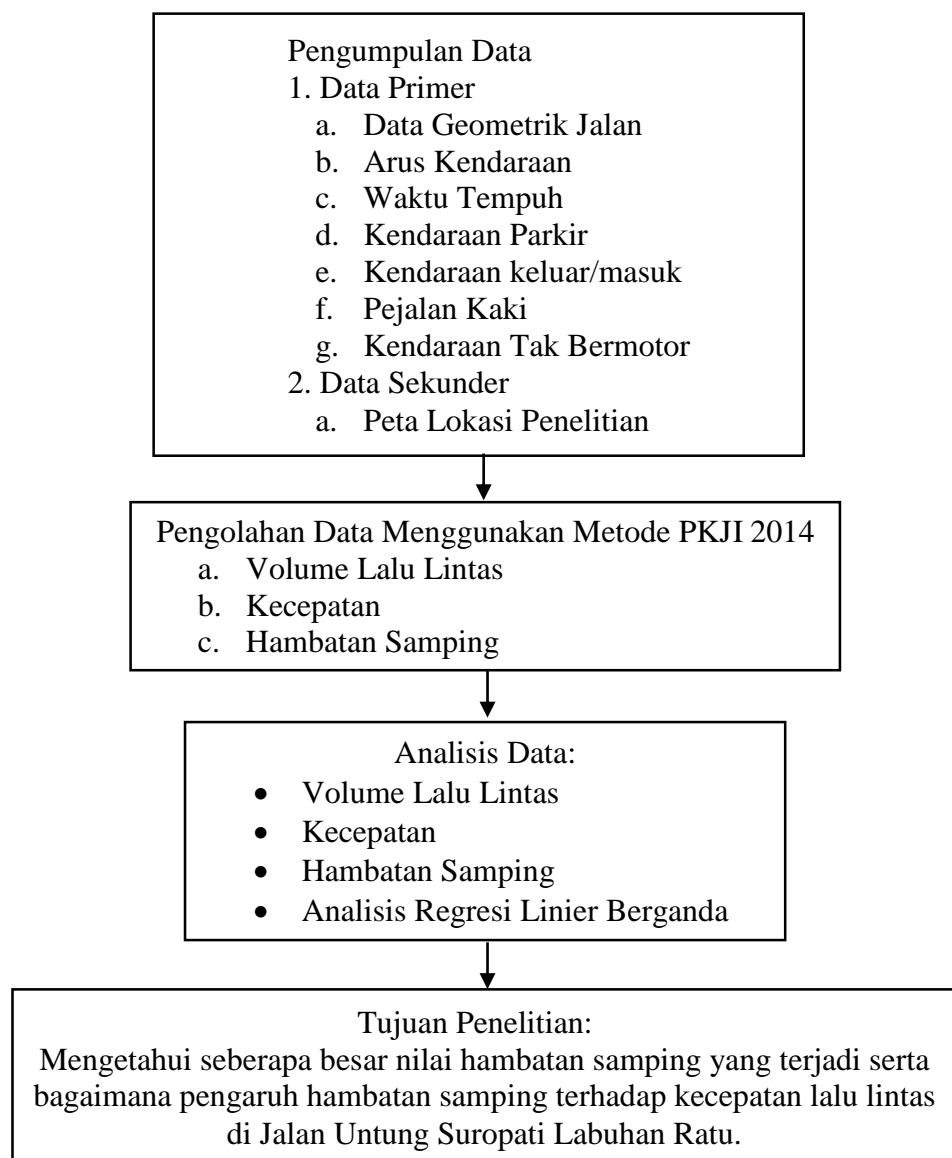 Pengumpulan Data
1. Data Primer
a. Data Geometrik Jalan
b. Arus Kendaraan
c. Waktu Tempuh
d. Kendaraan Parkir
e. Kendaraan keluar/masuk
f. Pejalan Kaki
g. Kendaraan Tak Bermotor
2. Data Sekunder
a. Peta Lokasi Penelitian
Pengolahan Data Menggunakan Metode PKJI 2014
a. Volume Lalu Lintas
b. Kecepatan
c. Hambatan Samping
Analisis Data:
• Volume Lalu Lintas
• Kecepatan
• Hambatan Samping
• Analisis Regresi Linier Berganda
Tujuan Penelitian:
Mengetahui seberapa besar nilai hambatan samping yang terjadi serta
bagaimana pengaruh hambatan samping terhadap kecepatan lalu lintas
di Jalan Untung Suropati Labuhan Ratu.